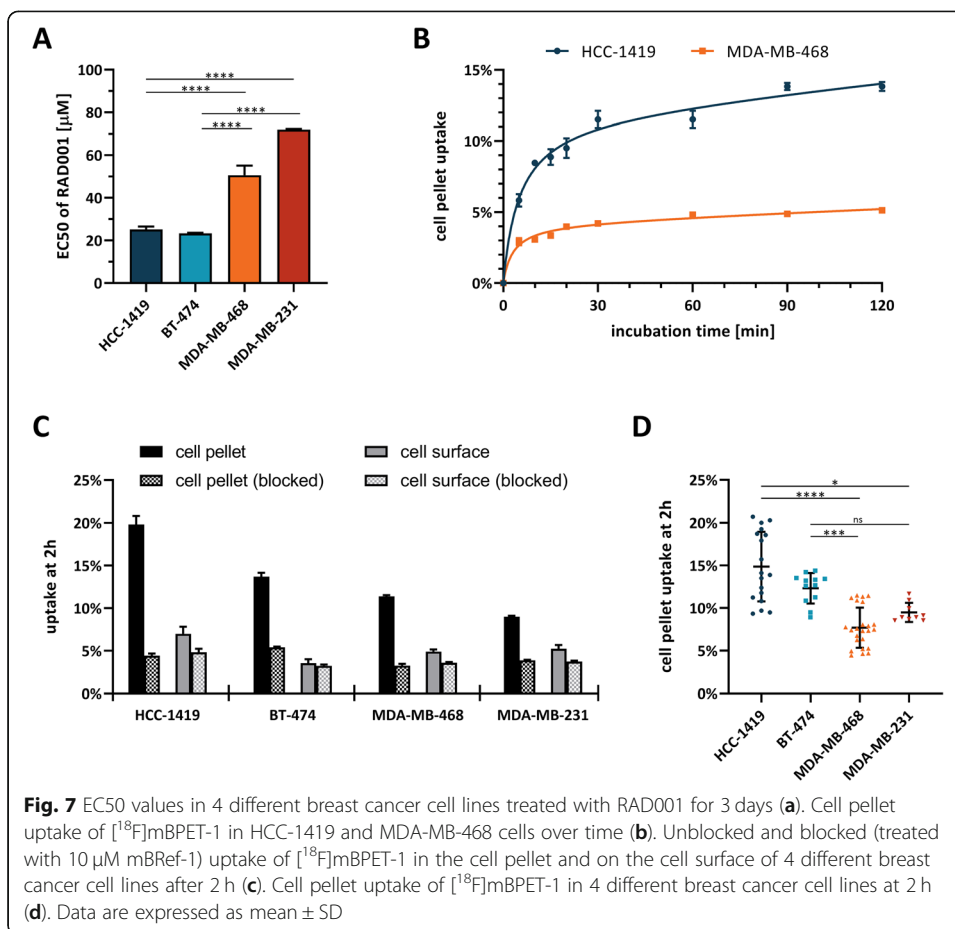 A
EC50 of RAD001 [µM]
100
80
60
40
20
0
****
****
****
****
HCC-1419
BT-474
MDA-MB-468
MDA-MB-231
B
HCC-1419
MDA-MB-468
cell pellet uptake
15%
10%
5%
0%
0
30
60
90
120
incubation time [min]
C
cell pellet
cell surface
cell pellet (blocked)
cell surface (blocked)
uptake at 2h
25%
20%
15%
10%
5%
0%
HCC-1419
BT-474
MDA-MB-468
MDA-MB-231
D
cell pellet uptake at 2h
25%
20%
15%
10%
5%
0%
*
****
ns
***
HCC-1419
BT-474
MDA-MB-468
MDA-MB-231
Fig. 7 EC50 values in 4 different breast cancer cell lines treated with RAD001 for 3 days (a). Cell pellet
uptake of [¹⁸F]mBPET-1 in HCC-1419 and MDA-MB-468 cells over time (b). Unblocked and blocked (treated
with 10 µM mBRef-1) uptake of [¹⁸F]mBPET-1 in the cell pellet and on the cell surface of 4 different breast
cancer cell lines after 2 h (c). Cell pellet uptake of [¹⁸F]mBPET-1 in 4 different breast cancer cell lines at 2 h
(d). Data are expressed as mean ± SD